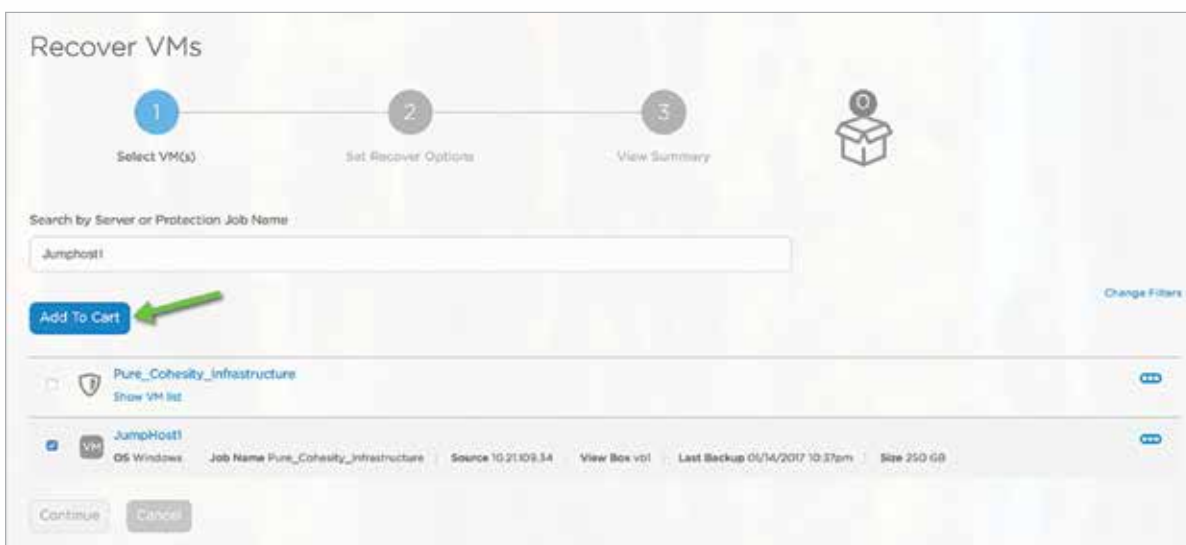 Recover VMs
0
1
2
3
Select VM(s)
Set Recover Options
View Summary
Search by Server or Protection Job Name
Jumphost1
Change Filters
Add To Cart
Pure_Cohesity_Infrastructure
Show VM list
VM
JumpHost1
OS Windows Job Name Pure_Cohesity_Infrastructure Source 10.21.109.34 View Box vb1 Last Backup 01/14/2017 10:37pm Size 250 GB
Continue
Cancel